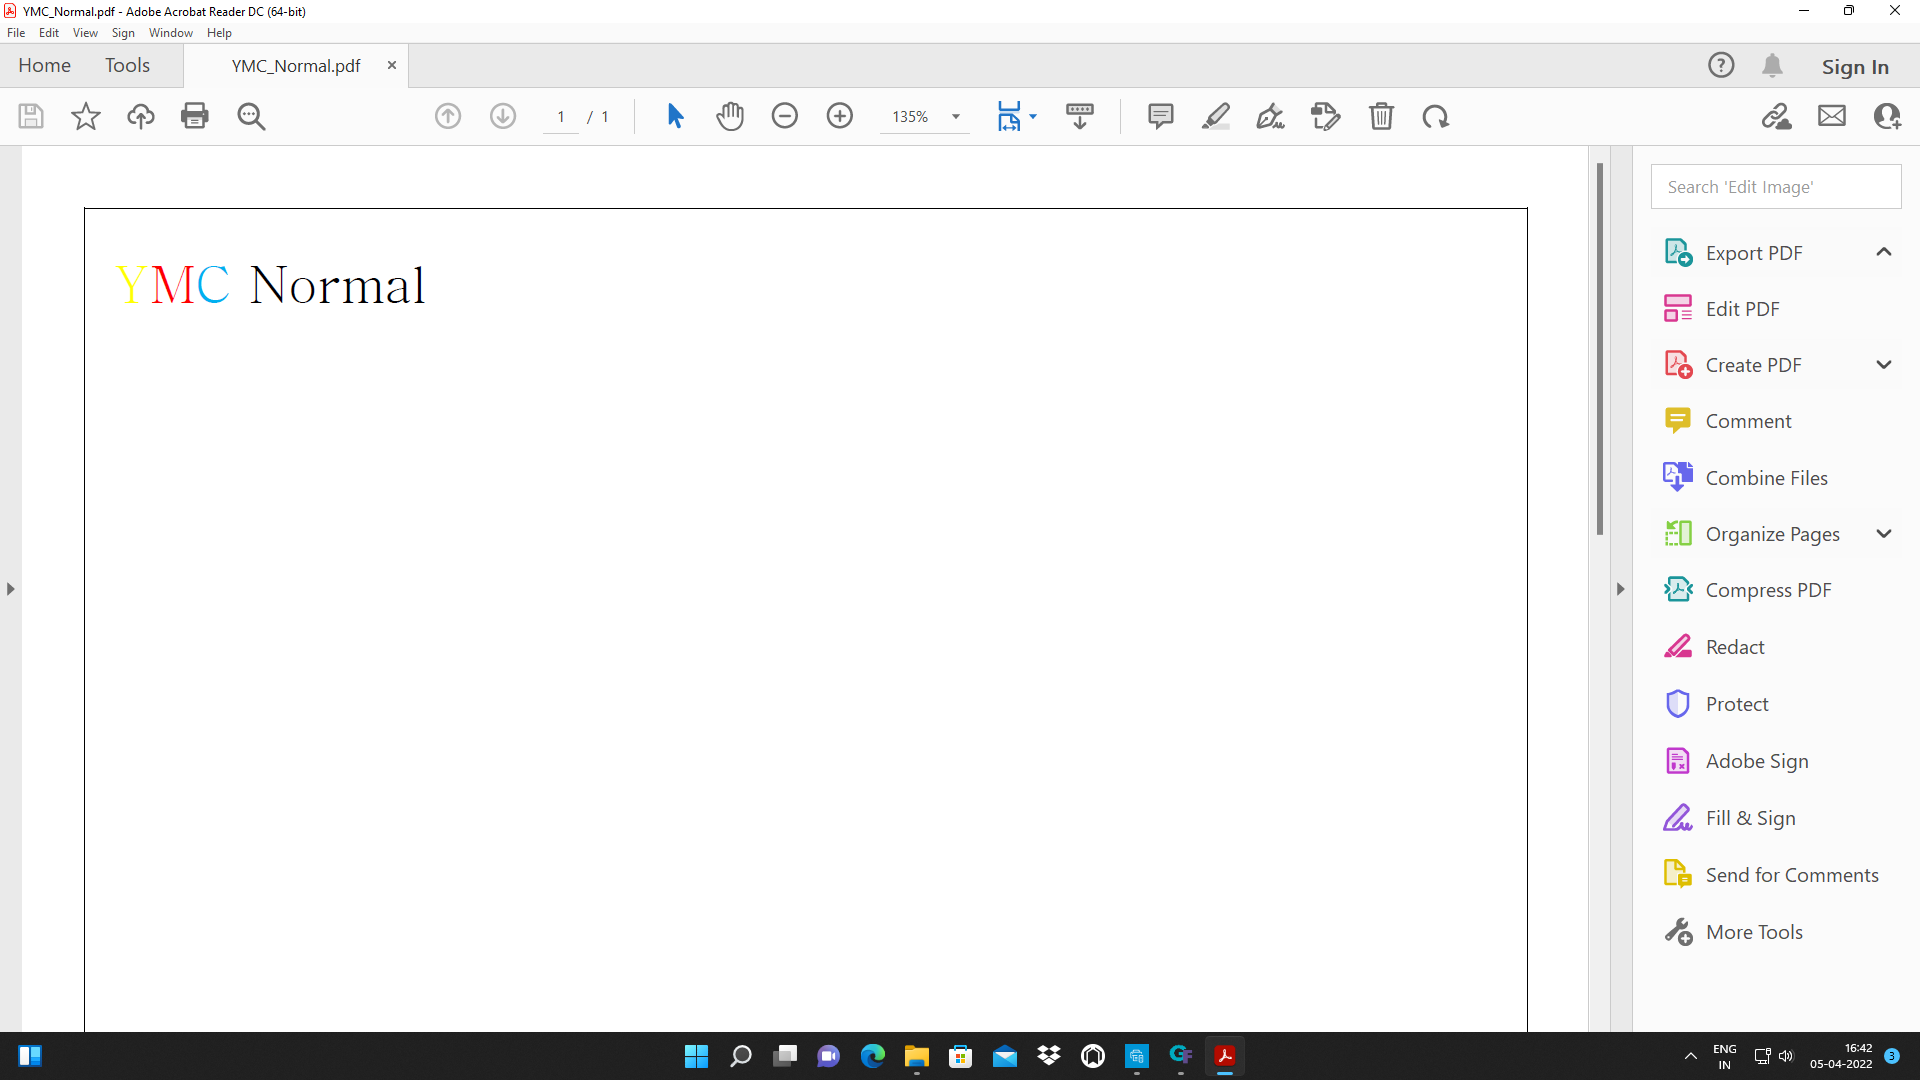 YMC_Normal.pdf - Adobe Acrobat Reader DC (64-bit)
File Edit View Sign Window Help
Home Tools YMC_Normal.pdf × Sign In
1 / 1 135%
Search 'Edit Image'
YMC Normal
Export PDF
Edit PDF
Create PDF
Comment
Combine Files
Organize Pages
Compress PDF
Redact
Protect
Adobe Sign
Fill & Sign
Send for Comments
More Tools
ENG
IN
16:42
05-04-2022
3